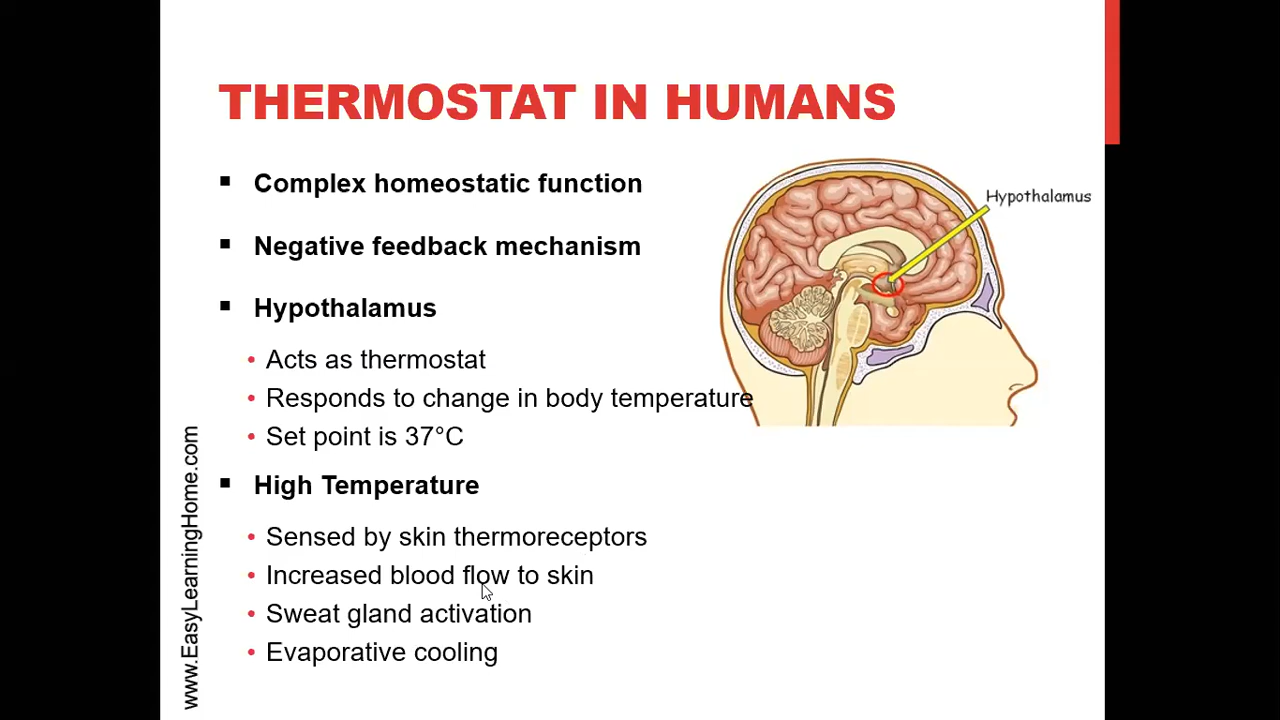 THERMOSTAT IN HUMANS
▪ Complex homeostatic function
▪ Negative feedback mechanism
▪ Hypothalamus
• Acts as thermostat
• Responds to change in body temperature
• Set point is 37°C
▪ High Temperature
• Sensed by skin thermoreceptors
• Increased blood flow to skin
• Sweat gland activation
• Evaporative cooling
Hypothalamus
www.EasyLearningHome.com